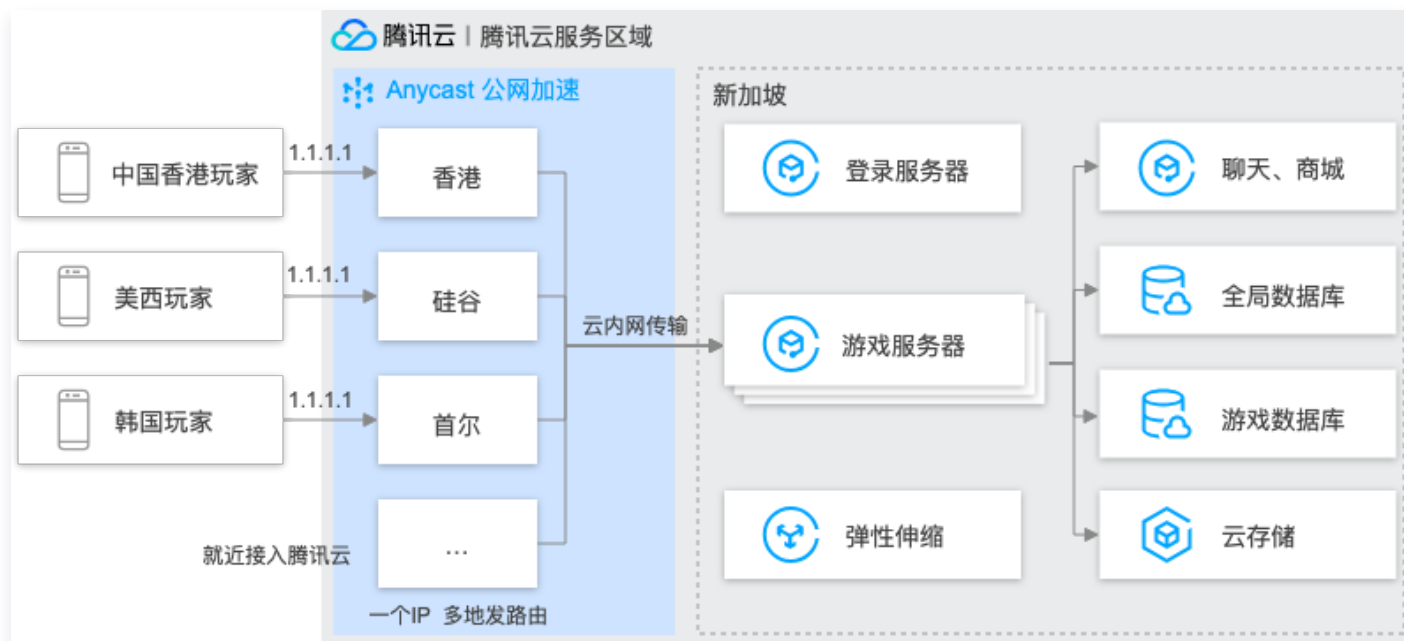 腾讯云 | 腾讯云服务区域
Anycast 公网加速
新加坡
中国香港玩家
1.1.1.1
香港
登录服务器
聊天、商城
美西玩家
1.1.1.1
硅谷
全局数据库
云内网传输
游戏服务器
韩国玩家
1.1.1.1
首尔
游戏数据库
就近接入腾讯云
...
弹性伸缩
云存储
一个IP 多地发路由